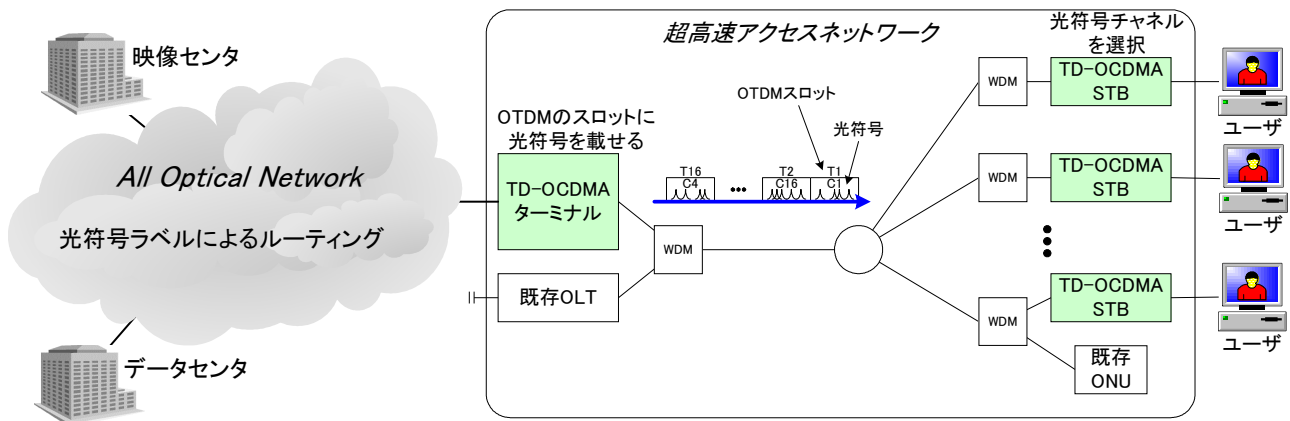 映像センタ
All Optical Network
光符号ラベルによるルーティング
データセンタ
超高速アクセスネットワーク
OTDMのスロットに
光符号を載せる
TD-OCDMA
ターミナル
既存OLT
WDM
OTDMスロット
光符号
T16
C4
•••
T2
C16
T1
C1
光符号チャネル
を選択
WDM
TD-OCDMA
STB
ユーザ
WDM
TD-OCDMA
STB
ユーザ
WDM
TD-OCDMA
STB
ユーザ
既存
ONU